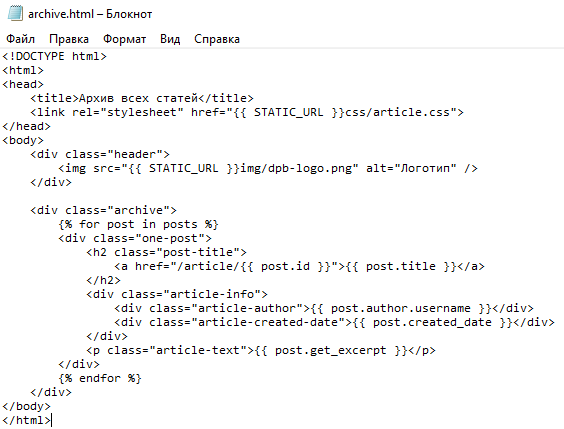 archive.html – Блокнот
Файл Правка Формат Вид Справка
<!DOCTYPE html>
<html>
<head>
    <title>Архив всех статей</title>
    <link rel="stylesheet" href="{{ STATIC_URL }}css/article.css">
</head>
<body>
    <div class="header">
        <img src="{{ STATIC_URL }}img/dpb-logo.png" alt="Логотип" />
    </div>

    <div class="archive">
        {% for post in posts %}
        <div class="one-post">
            <h2 class="post-title">
                <a href="/article/{{ post.id }}">{{ post.title }}</a>
            </h2>
            <div class="article-info">
                <div class="article-author">{{ post.author.username }}</div>
                <div class="article-created-date">{{ post.created_date }}</div>
            </div>
            <p class="article-text">{{ post.get_excerpt }}</p>
        </div>
        {% endfor %}
    </div>
</body>
</html>